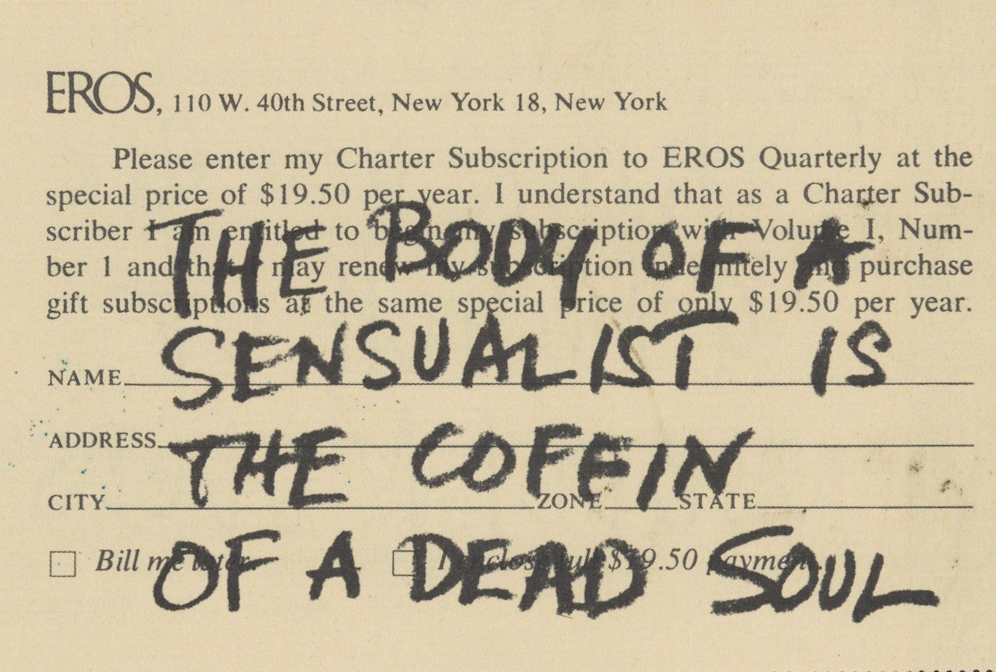 EROS, 110 W. 40th Street, New York 18, New York
Please enter my Charter Subscription to EROS Quarterly at the
special price of $19.50 per year. I understand that as a Charter Sub-
scriber I am entitled to begin my subscription with Volume I, Num-
ber 1 and that I may renew my subscription indefinitely and purchase
gift subscriptions at the same special price of only $19.50 per year.
NAME
ADDRESS
CITY ZONE STATE
Bill me later. I enclose full $19.50 payment.
THE BODY OF A
SENSUALIST IS
THE COFFIN
OF A DEAD SOUL